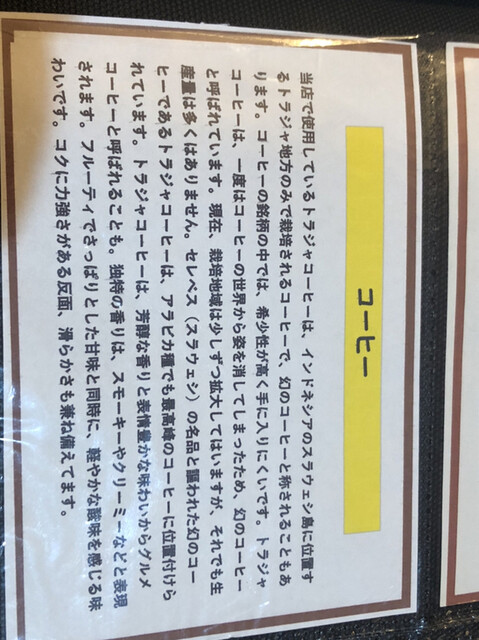 コーヒー
当店で使用しているトラジャコーヒーは、インドネシアのスラウェシ島に位置す
るトラジャ地方のみで栽培されるコーヒーで、幻のコーヒーと称されることもあ
ります。コーヒーの銘柄の中では、希少性が高く手に入りにくいです。トラジャ
コーヒーは、一度はコーヒーの世界から姿を消してしまったため、幻のコーヒー
と呼ばれています。現在、栽培地域は少しずつ拡大してはいますが、それでも生
産量は多くはありません。セレベス（スラウェシ）の名品と謳われた幻のコー
ヒーであるトラジャコーヒーは、アラビカ種でも最高峰のコーヒーに位置付けら
れています。トラジャコーヒーは、芳醇な香りと表情豊かな味わいからグルメ
コーヒーと呼ばれることも。独特の香りは、スモーキーやクリーミーなどと表現
されます。フルーティでさっぱりとした甘味と同時に、軽やかな酸味を感じる味
わいです。コクに力強さがある反面、滑らかさも兼ね備えてます。